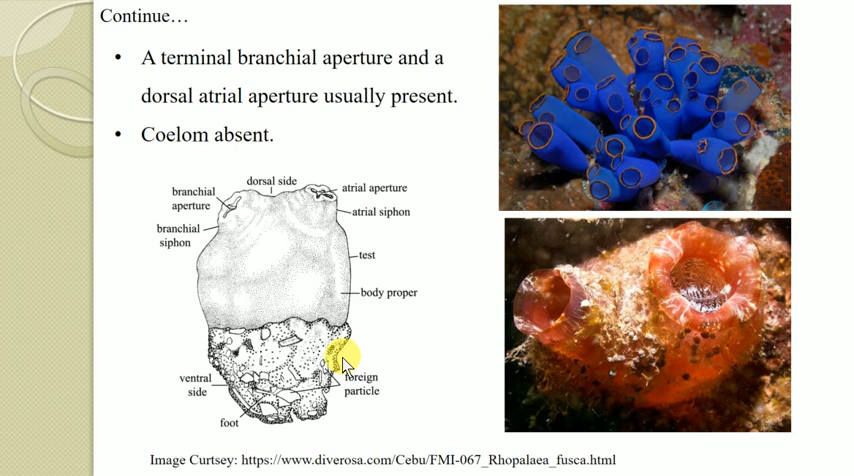 Continue…
• A terminal branchial aperture and a
dorsal atrial aperture usually present.
• Coelom absent.
dorsal side
branchial
aperture
atrial aperture
atrial siphon
branchial
siphon
test
body proper
ventral
side
foreign
particle
foot
Image Curtsey: https://www.diverosa.com/Cebu/FMI-067_Rhopalaea_fusca.html